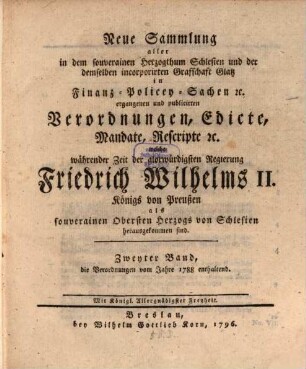 Neue Sammlung
aller
in dem souverainen Herzogthum Schlesien und der
demselben incorporirten Graffschaft Glatz
in
Finanz-Policey-Sachen ꝛc.
ergangenen und publicirten
Verordnungen, Edicte,
Mandate, Rescripte ꝛc.
welche
während der Zeit der glorwürdigsten Regierung
Friedrich Wilhelms II.
Königs von Preußen
als
souverainen Obersten Herzogs von Schlesien
herausgekommen sind.
Zweyter Band,
die Verordnungen vom Jahre 1788 enthaltend.
Mit Königl. Allergnädigster Freyheit.
Breslau,
bey Wilhelm Gottlieb Korn, 1796.